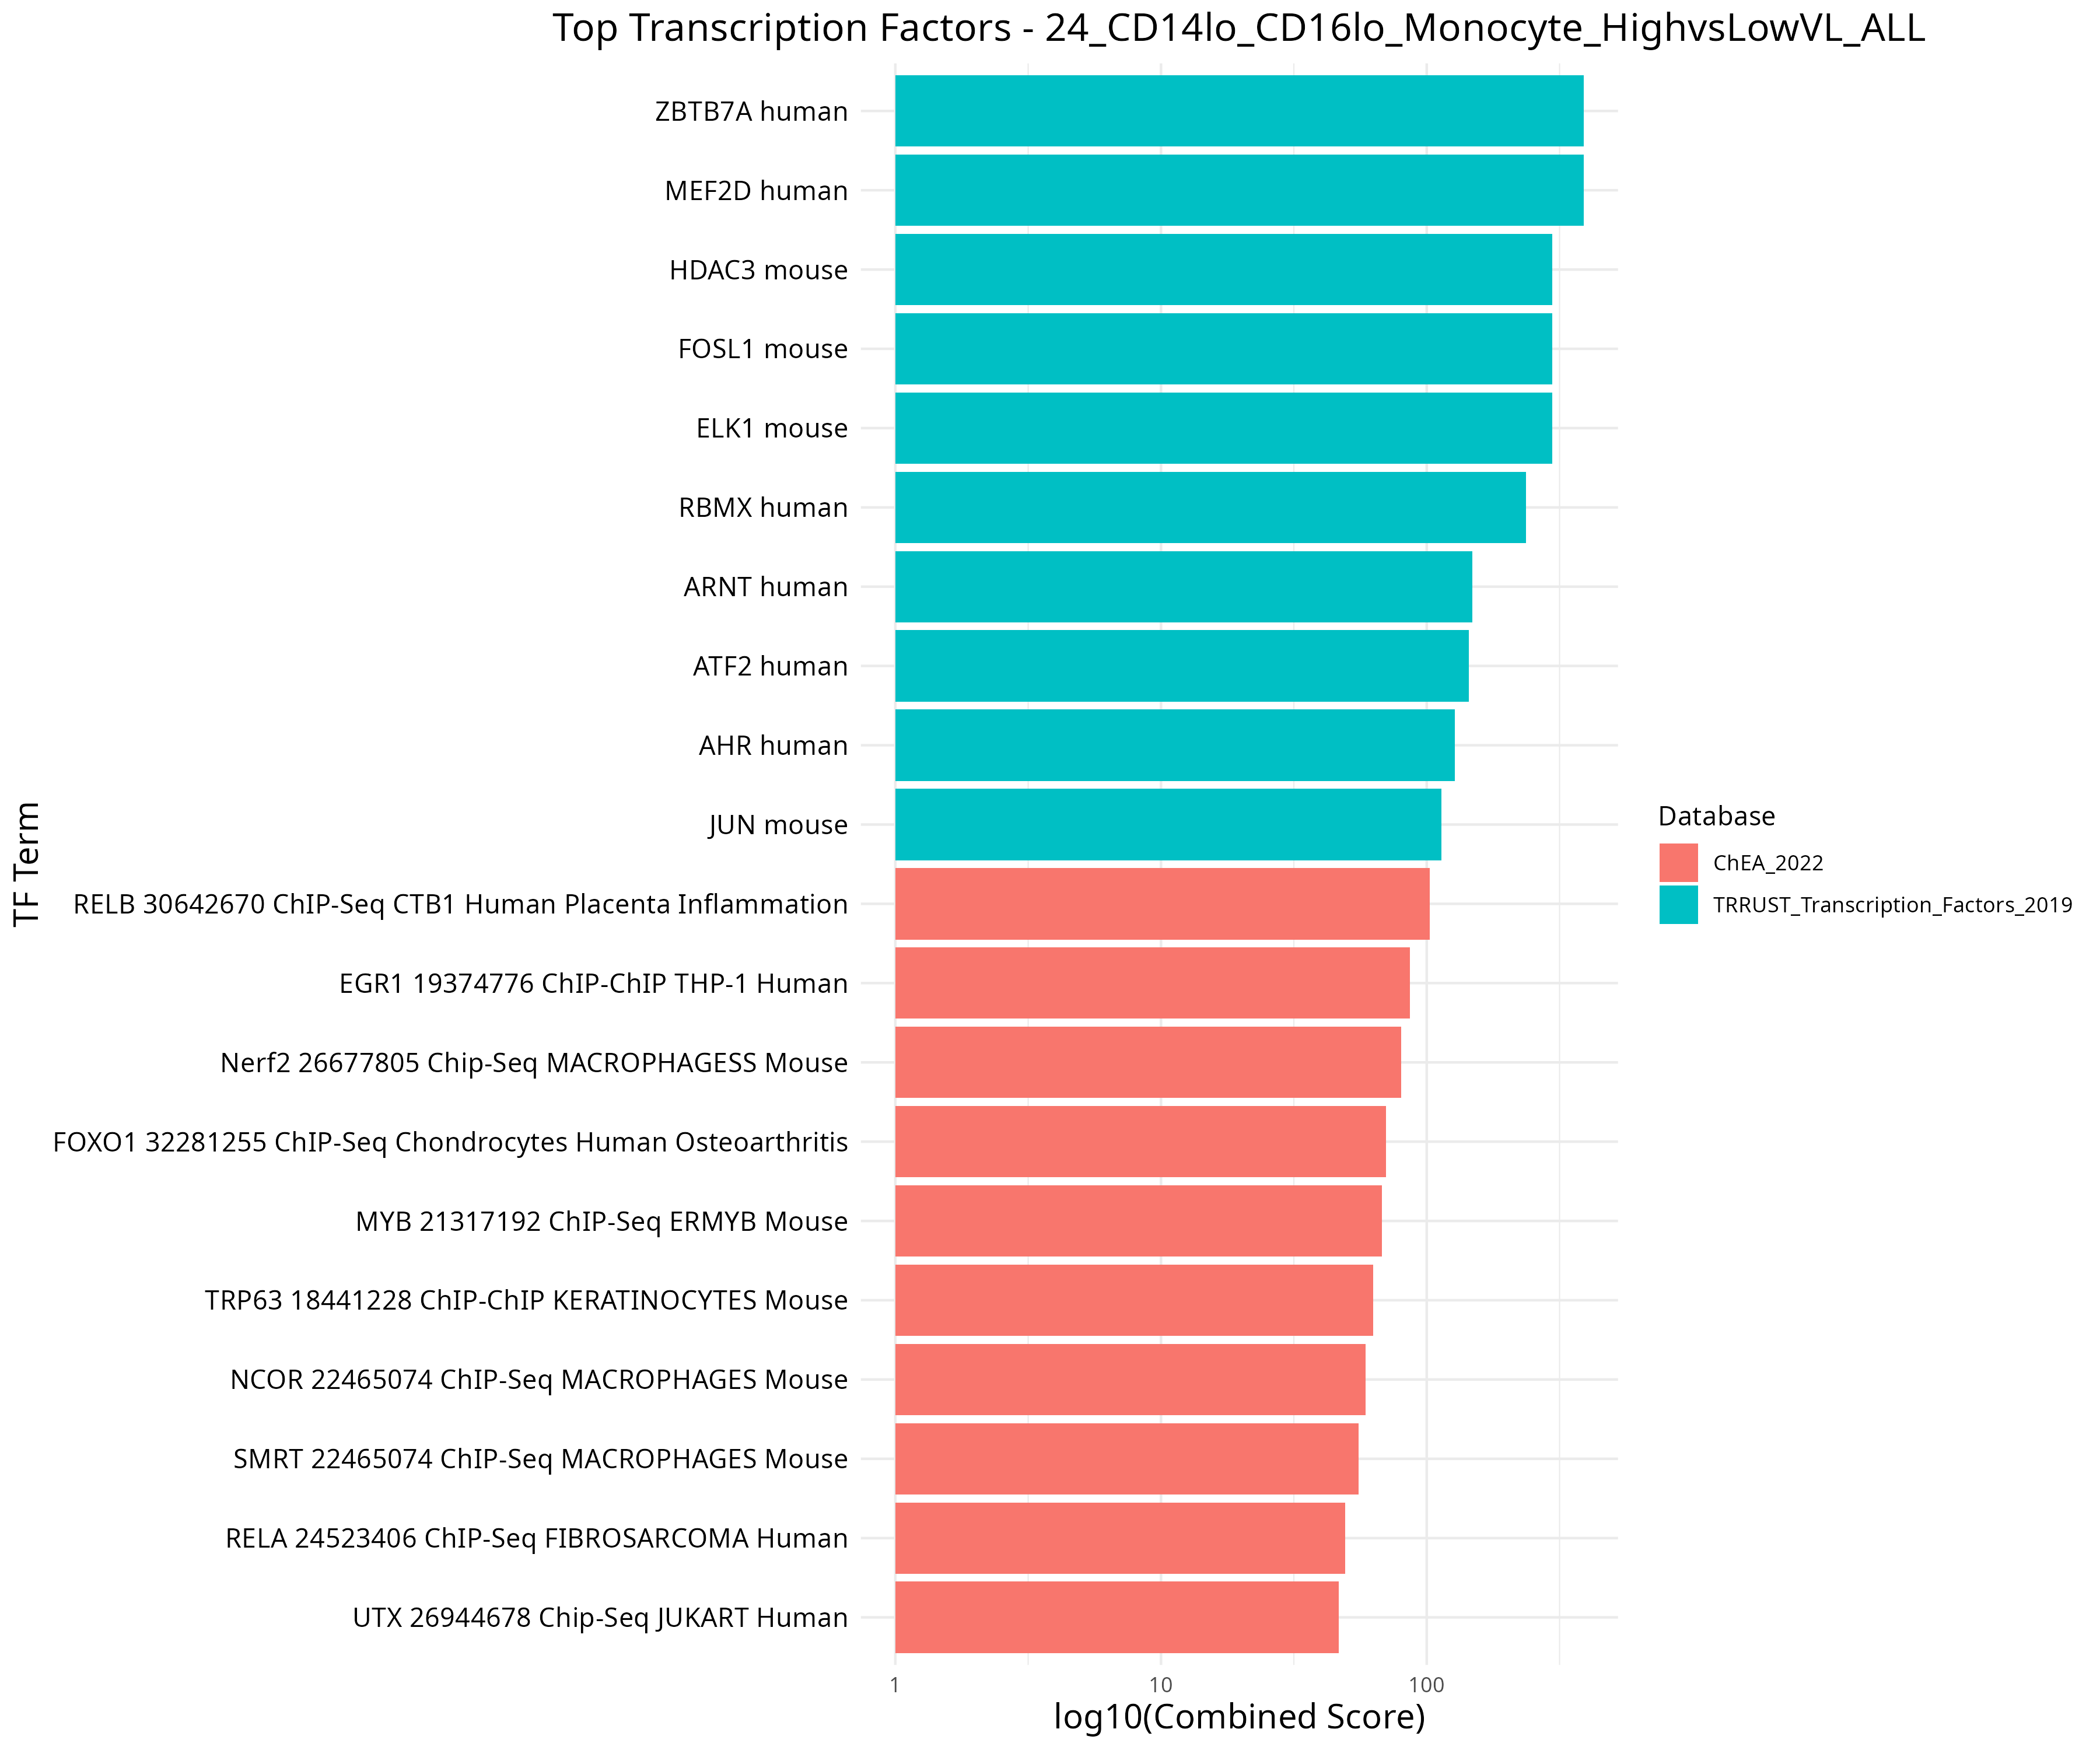 Top Transcription Factors - 24_CD14lo_CD16lo_Monocyte_HighvsLowVL_ALL
TF Term
ZBTB7A human
MEF2D human
HDAC3 mouse
FOSL1 mouse
ELK1 mouse
RBMX human
ARNT human
ATF2 human
AHR human
JUN mouse
RELB 30642670 ChIP-Seq CTB1 Human Placenta Inflammation
EGR1 19374776 ChIP-ChIP THP-1 Human
Nerf2 26677805 Chip-Seq MACROPHAGESS Mouse
FOXO1 32281255 ChIP-Seq Chondrocytes Human Osteoarthritis
MYB 21317192 ChIP-Seq ERMYB Mouse
TRP63 18441228 ChIP-ChIP KERATINOCYTES Mouse
NCOR 22465074 ChIP-Seq MACROPHAGES Mouse
SMRT 22465074 ChIP-Seq MACROPHAGES Mouse
RELA 24523406 ChIP-Seq FIBROSARCOMA Human
UTX 26944678 Chip-Seq JUKART Human
1 10 100
log10(Combined Score)
Database
ChEA_2022
TRRUST_Transcription_Factors_2019